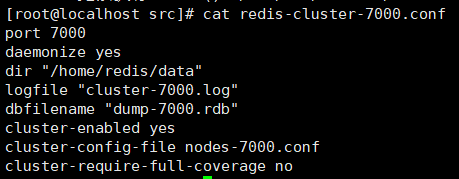 [root@localhost src]# cat redis-cluster-7000.conf
port 7000
daemonize yes
dir "/home/redis/data"
logfile "cluster-7000.log"
dbfilename "dump-7000.rdb"
cluster-enabled yes
cluster-config-file nodes-7000.conf
cluster-require-full-coverage no